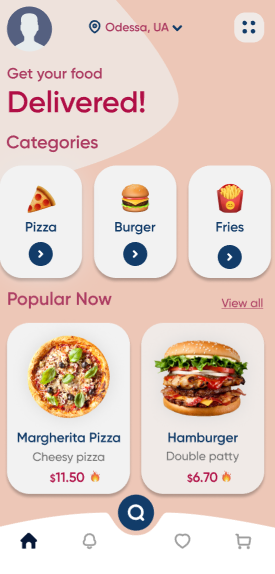 Odessa, UA
Get your food
Delivered!
Categories
Pizza
Burger
Fries
Popular Now
View all
Margherita Pizza
Cheesy pizza
$11.50
Hamburger
Double patty
$6.70